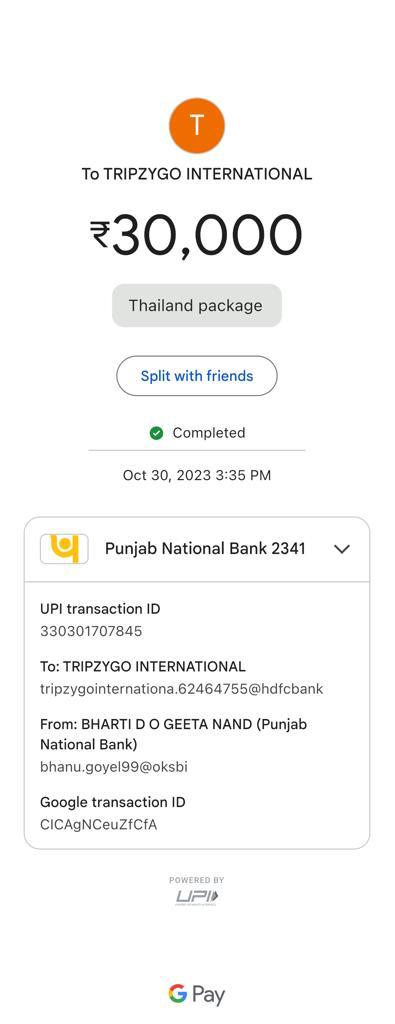 T
To TRIPZYGO INTERNATIONAL
₹30,000
Thailand package
Split with friends
Completed
Oct 30, 2023 3:35 PM
Punjab National Bank 2341
UPI transaction ID
330301707845
To: TRIPZYGO INTERNATIONAL
tripzygointernationa.62464755@hdfcbank
From: BHARTI D O GEETA NAND (Punjab
National Bank)
bhanu.goyel99@oksbi
Google transaction ID
CICAgNCeuZfCfA
POWERED BY
UPI
G Pay